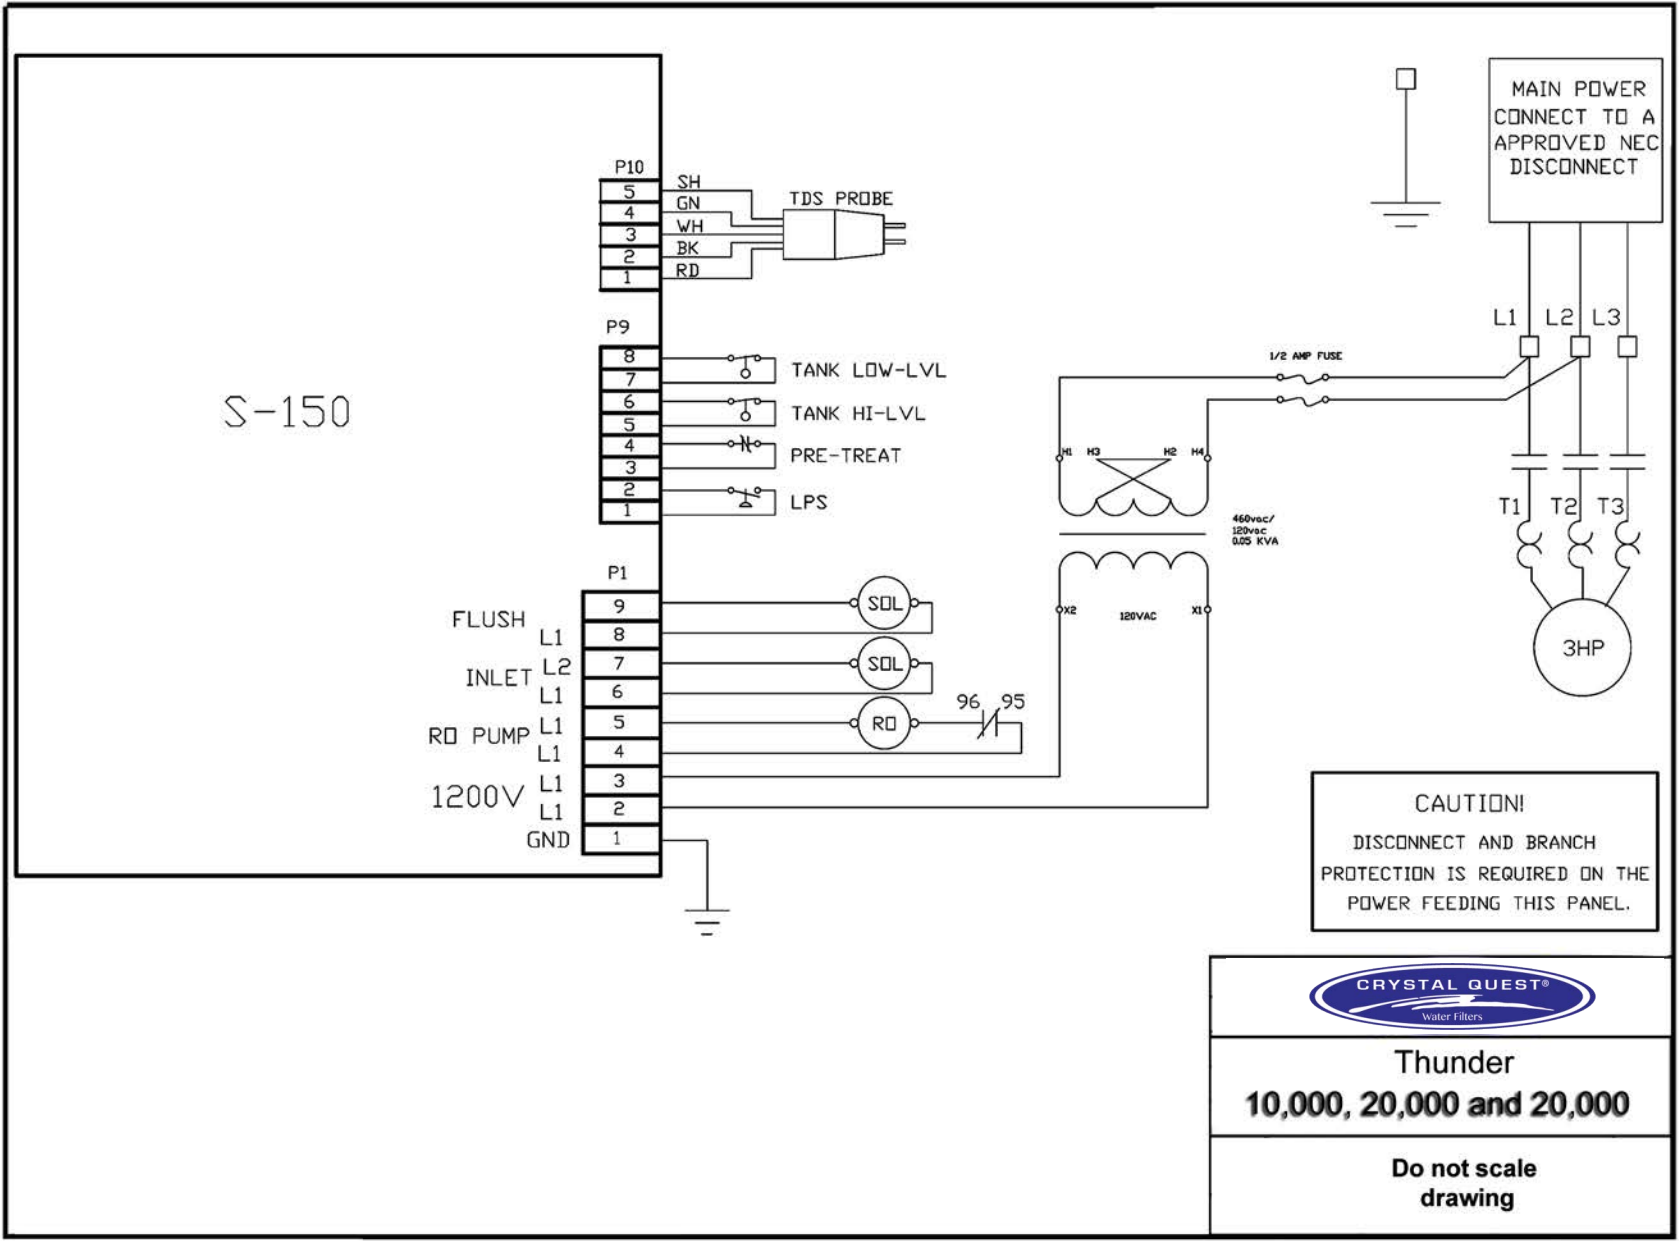 S-150
P10
5 SH
4 GN
3 WH
2 BK
1 RD
TDS PROBE
P9
8
7
TANK LOW-LVL
6
5
TANK HI-LVL
4
3
PRE-TREAT
2
1
LPS
P1
FLUSH
9
L1 8
INLET
L2 7
L1 6
RO PUMP
L1 5
L1 4
1200V
L1 3
L1 2
GND 1
SOL
SOL
RO
96 95
1/2 AMP FUSE
H1 H3 H2 H4
460vac/
120vac
0.05 KVA
X2 120VAC X1
MAIN POWER
CONNECT TO A
APPROVED NEC
DISCONNECT
L1 L2 L3
T1 T2 T3
3HP
CAUTION!
DISCONNECT AND BRANCH
PROTECTION IS REQUIRED ON THE
POWER FEEDING THIS PANEL.
CRYSTAL QUEST®
Water Filters
Thunder
10,000, 20,000 and 20,000
Do not scale
drawing